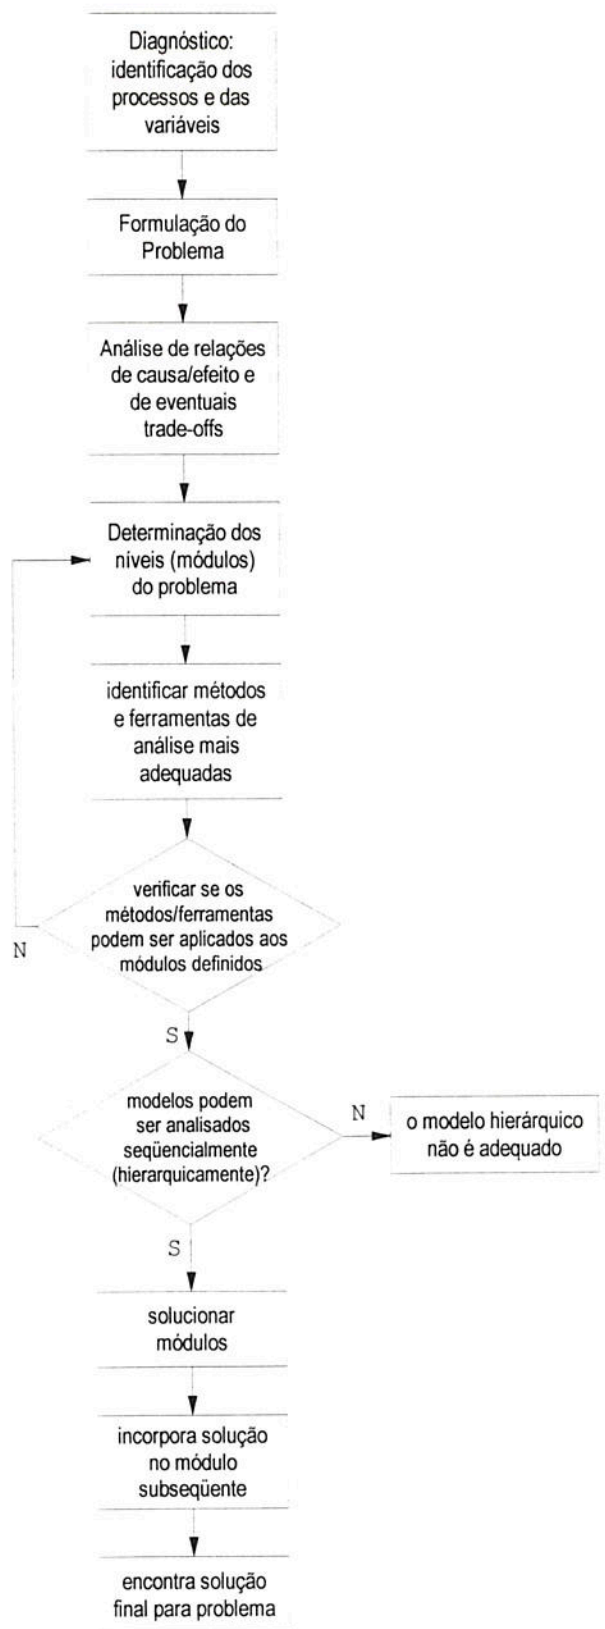 Diagnóstico:
identificação dos
processos e das
variáveis
Formulação do
Problema
Análise de relações
de causa/efeito e
de eventuais
trade-offs
Determinação dos
níveis (módulos)
do problema
identificar métodos
e ferramentas de
análise mais
adequadas
verificar se os
métodos/ferramentas
podem ser aplicados aos
módulos definidos
N
S
modelos podem
ser analisados
seqüencialmente
(hierarquicamente)?
N
o modelo hierárquico
não é adequado
S
solucionar
módulos
incorpora solução
no módulo
subseqüente
encontra solução
final para problema